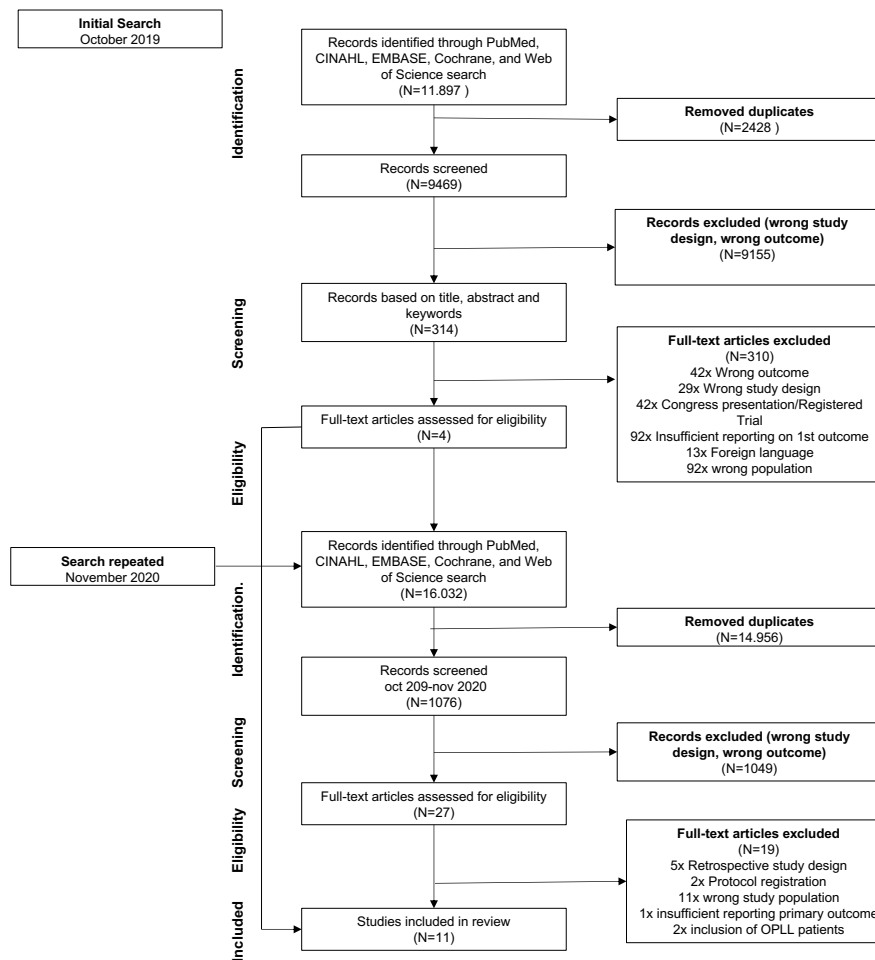 Initial Search
October 2019
Identification
Records identified through PubMed,
CINAHL, EMBASE, Cochrane, and Web
of Science search
(N=11.897 )
Removed duplicates
(N=2428 )
Records screened
(N=9469)
Records excluded (wrong study
design, wrong outcome)
(N=9155)
Screening
Records based on title, abstract and
keywords
(N=314)
Full-text articles excluded
(N=310)
42x Wrong outcome
29x Wrong study design
42x Congress presentation/Registered
Trial
92x Insufficient reporting on 1st outcome
13x Foreign language
92x wrong population
Eligibility
Full-text articles assessed for eligibility
(N=4)
Search repeated
November 2020
Identification.
Records identified through PubMed,
CINAHL, EMBASE, Cochrane, and Web
of Science search
(N=16.032)
Removed duplicates
(N=14.956)
Records screened
oct 209-nov 2020
(N=1076)
Screening
Records excluded (wrong study
design, wrong outcome)
(N=1049)
Eligibility
Full-text articles assessed for eligibility
(N=27)
Full-text articles excluded
(N=19)
5x Retrospective study design
2x Protocol registration
11x wrong study population
1x insufficient reporting primary outcome
2x inclusion of OPLL patients
Included
Studies included in review
(N=11)